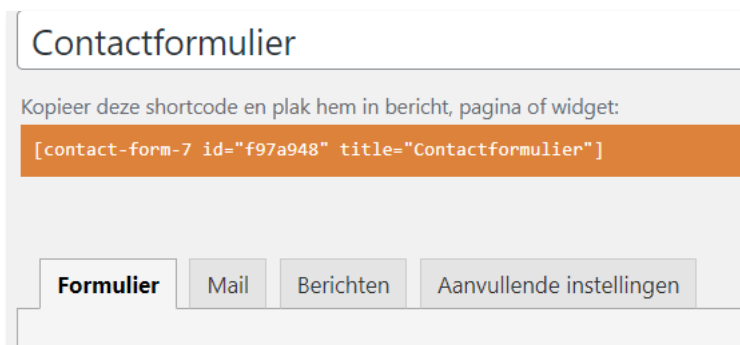 Contactformulier
Kopieer deze shortcode en plak hem in bericht, pagina of widget:
[contact-form-7 id="f97a948" title="Contactformulier"]
Formulier Mail Berichten Aanvullende instellingen